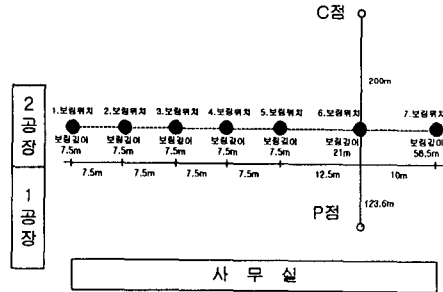 C점
200m
2공장
1.보링위치
2.보링위치
3.보링위치
4.보링위치
5.보링위치
6.보링위치
7.보링위치
보링깊이
7.5m
보링깊이
7.5m
보링깊이
7.5m
보링깊이
7.5m
보링깊이
7.5m
보링깊이
21m
보링깊이
58.5m
7.5m
7.5m
7.5m
7.5m
12.5m
10m
1공장
P점
123.6m
사무실